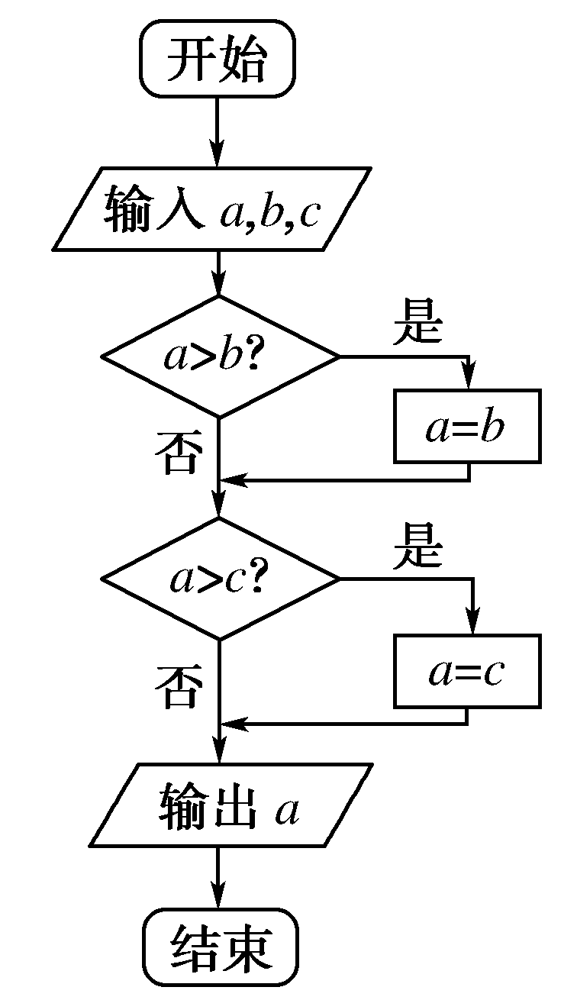 开始
输入 a,b,c
a>b?
是
a=b
否
a>c?
是
a=c
否
输出 a
结束